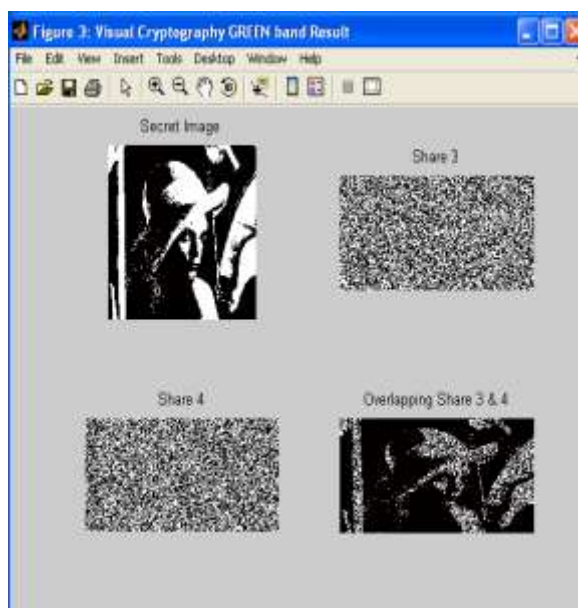 Figure 3: Visual Cryptography GREEN band Result
File Edit View Insert Tools Desktop Window Help
Secret Image
Share 3
Share 4
Overlapping Share 3 & 4